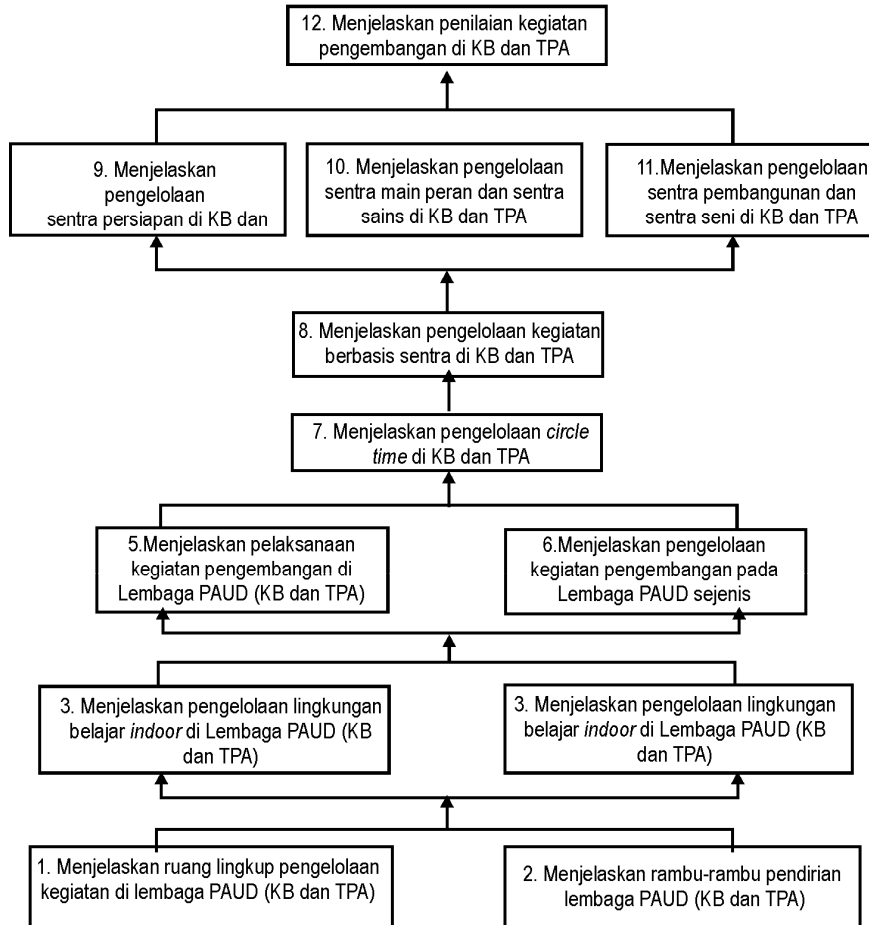 12. Menjelaskan penilaian kegiatan
pengembangan di KB dan TPA
9. Menjelaskan
pengelolaan
sentra persiapan di KB dan
10. Menjelaskan pengelolaan
sentra main peran dan sentra
sains di KB dan TPA
11.Menjelaskan pengelolaan
sentra pembangunan dan
sentra seni di KB dan TPA
8. Menjelaskan pengelolaan kegiatan
berbasis sentra di KB dan TPA
7. Menjelaskan pengelolaan circle
time di KB dan TPA
5.Menjelaskan pelaksanaan
kegiatan pengembangan di
Lembaga PAUD (KB dan TPA)
6.Menjelaskan pengelolaan
kegiatan pengembangan pada
Lembaga PAUD sejenis
3. Menjelaskan pengelolaan lingkungan
belajar indoor di Lembaga PAUD (KB
dan TPA)
3. Menjelaskan pengelolaan lingkungan
belajar indoor di Lembaga PAUD (KB
dan TPA)
1. Menjelaskan ruang lingkup pengelolaan
kegiatan di lembaga PAUD (KB dan TPA)
2. Menjelaskan rambu-rambu pendirian
lembaga PAUD (KB dan TPA)